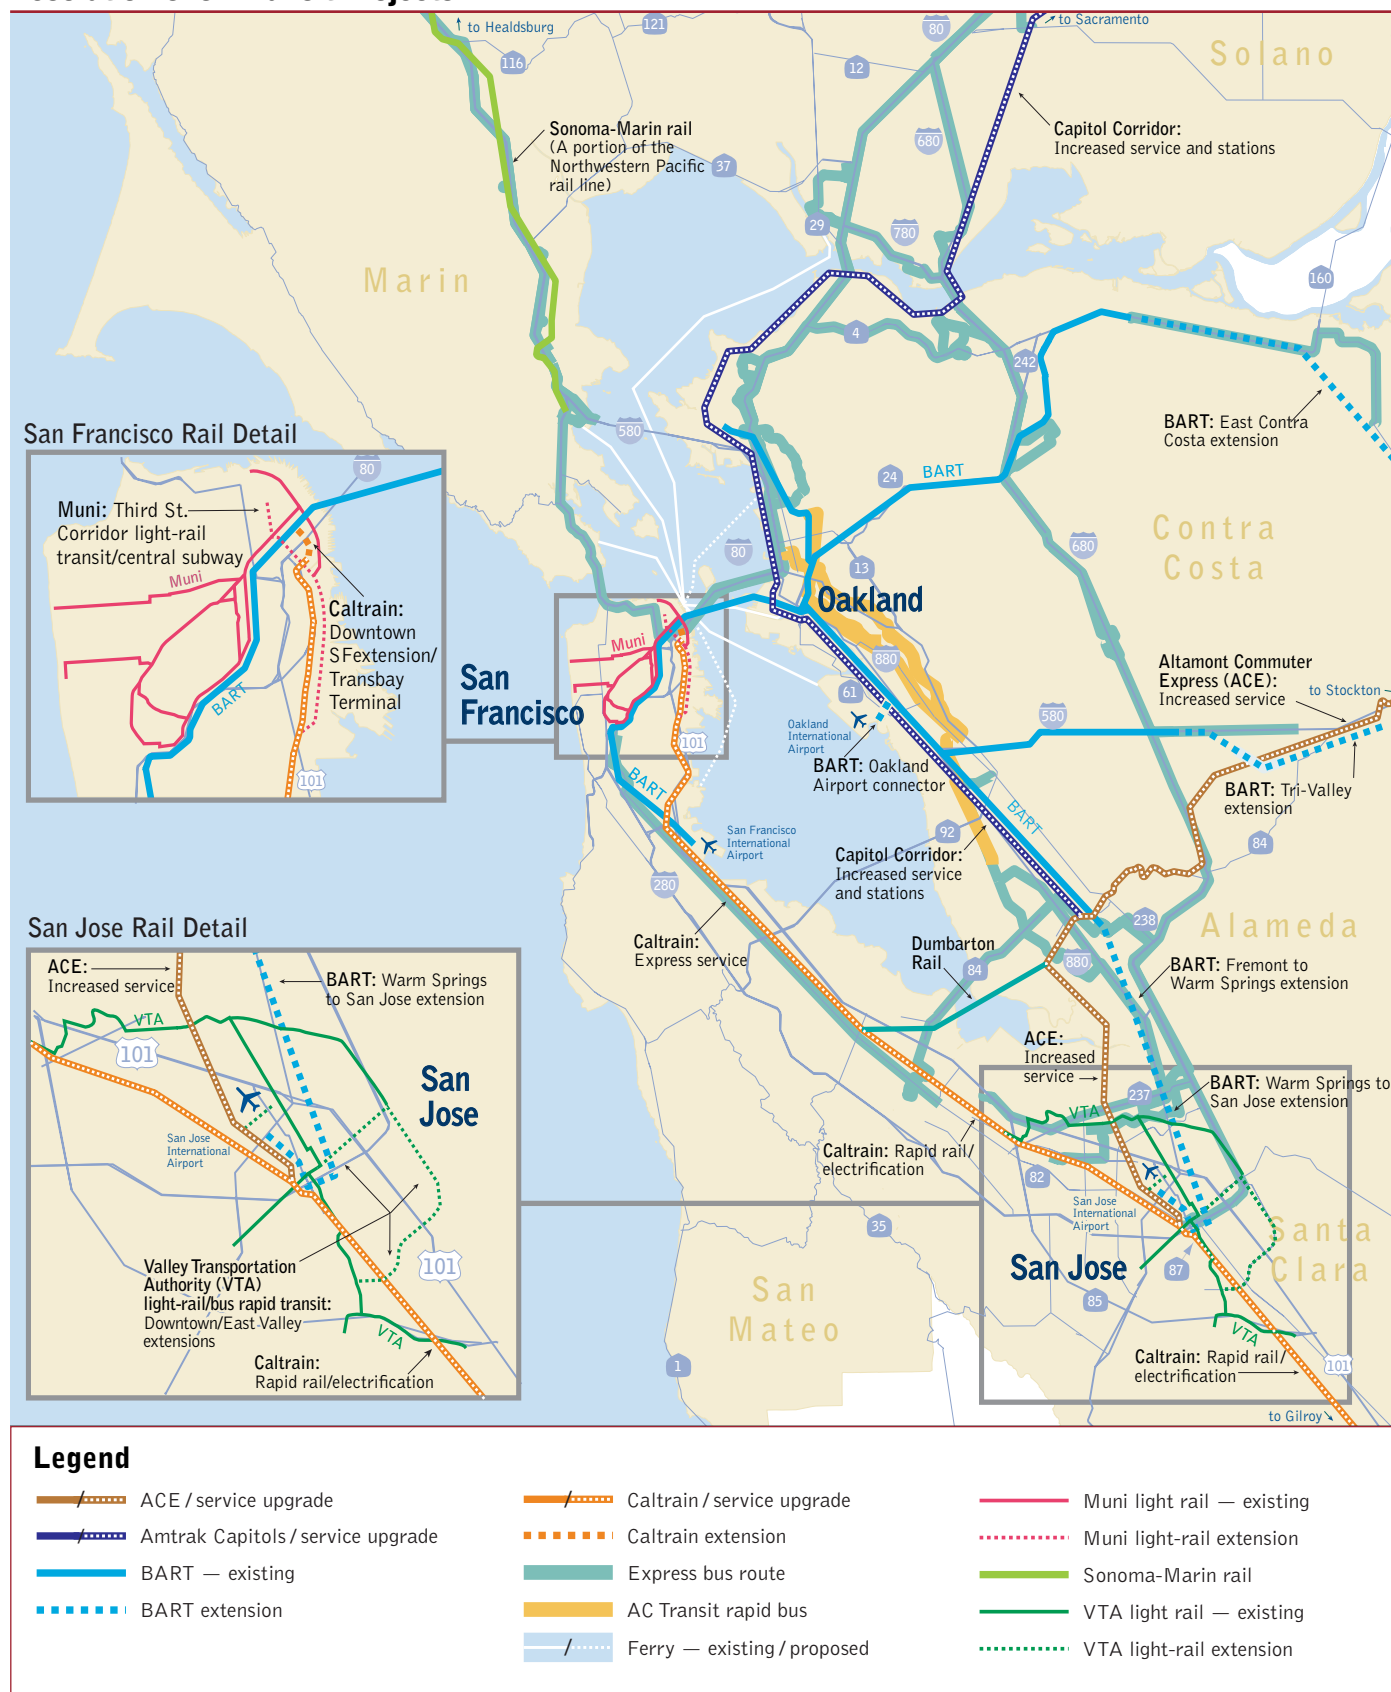 to Healdsburg
121
80
to Sacramento
Solano
116
12
Sonoma-Marin rail
(A portion of the
Northwestern Pacific
rail line)
37
680
Capitol Corridor:
Increased service and stations
29
780
Marin
160
4
242
San Francisco Rail Detail
580
BART: East Contra
Costa extension
80
24
BART
Muni: Third St.
Corridor light-rail
transit/central subway
Muni
Contra
Costa
680
80
13
Caltrain:
Downtown
SFextension/
Transbay
Terminal
BART
101
Oakland
Muni
San
Francisco
880
61
Altamont Commuter
Express (ACE):
Increased service
to Stockton
580
Oakland
International
Airport
101
BART: Oakland
Airport connector
BART
BART
BART: Tri-Valley
extension
San Francisco
International
Airport
92
84
Capitol Corridor:
Increased service
and stations
280
238
Alameda
San Jose Rail Detail
Caltrain:
Express service
Dumbarton
Rail
84
880
BART: Fremont to
Warm Springs extension
ACE:
Increased service
BART: Warm Springs
to San Jose extension
VTA
101
San
Jose
San Jose
International
Airport
ACE:
Increased
service
237
BART: Warm Springs to
San Jose extension
VTA
Caltrain: Rapid rail/
electrification
82
San Jose
International
Airport
35
Santa
Clara
San Jose
87
85
Valley Transportation
Authority (VTA)
light-rail/bus rapid transit:
Downtown/East Valley
extensions
101
VTA
Caltrain:
Rapid rail/electrification
San
Mateo
1
VTA
Caltrain: Rapid rail/
electrification
101
to Gilroy
Legend
ACE / service upgrade
Amtrak Capitols / service upgrade
BART — existing
BART extension
Caltrain / service upgrade
Caltrain extension
Express bus route
AC Transit rapid bus
Ferry — existing / proposed
Muni light rail — existing
Muni light-rail extension
Sonoma-Marin rail
VTA light rail — existing
VTA light-rail extension